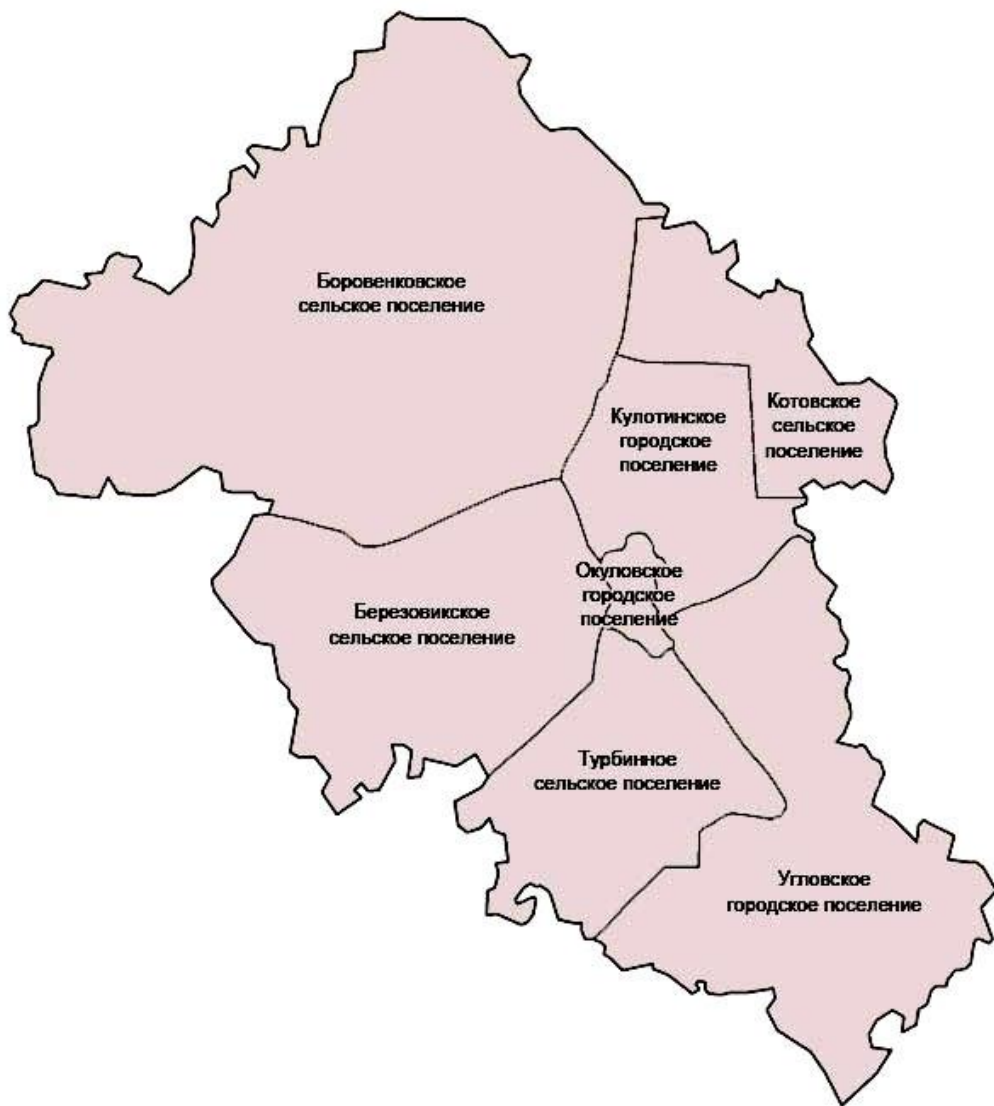 Боровенковское
сельское поселение
Котовское
сельское
поселение
Кулотинское
городское
поселение
Окуловское
городское
поселение
Березовикское
сельское поселение
Турбинное
сельское поселение
Угловское
городское поселение